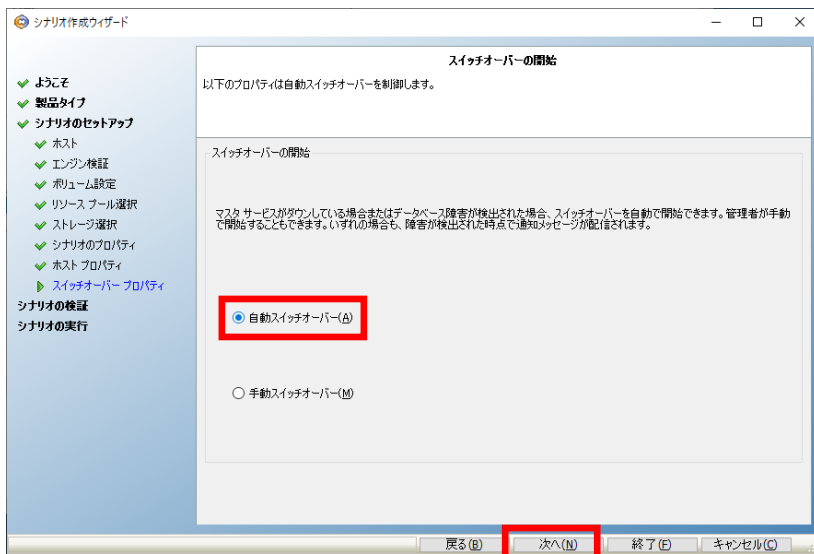 シナリオ作成ウィザード
スイッチオーバーの開始
以下のプロパティは自動スイッチオーバーを制御します。
ようこそ
製品タイプ
シナリオのセットアップ
ホスト
エンジン検証
ボリューム設定
リソース プール選択
ストレージ選択
シナリオのプロパティ
ホスト プロパティ
スイッチオーバー プロパティ
シナリオの検証
シナリオの実行
スイッチオーバーの開始
マスタ サービスがダウンしている場合またはデータベース障害が検出された場合、スイッチオーバーを自動で開始できます。管理者が手動
で開始することもできます。いずれの場合も、障害が検出された時点で通知メッセージが配信されます。
自動スイッチオーバー(A)
手動スイッチオーバー(M)
戻る(B) 次へ(N) 終了(F) キャンセル(C)